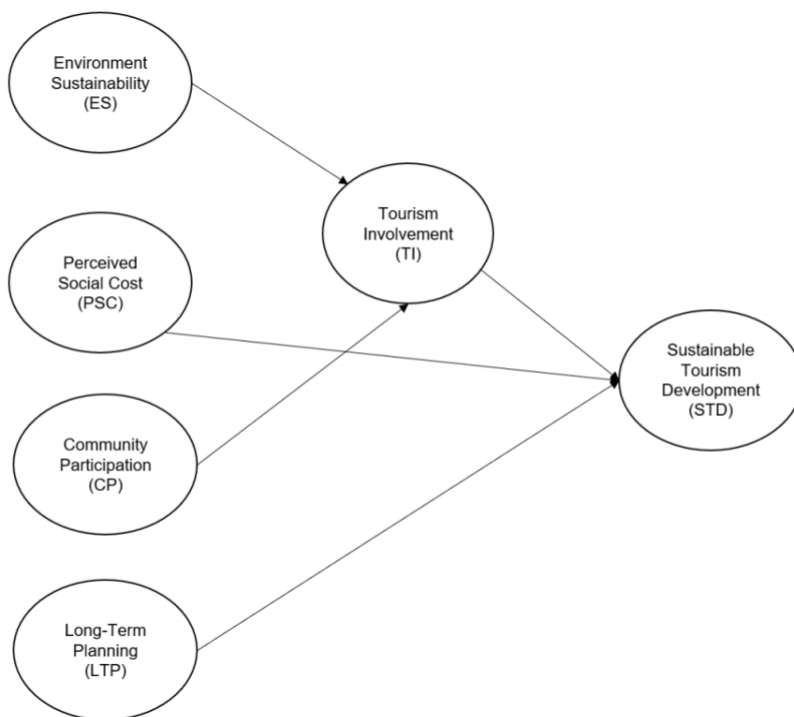 Environment
Sustainability
(ES)
Tourism
Involvement
(TI)
Perceived
Social Cost
(PSC)
Sustainable
Tourism
Development
(STD)
Community
Participation
(CP)
Long-Term
Planning
(LTP)